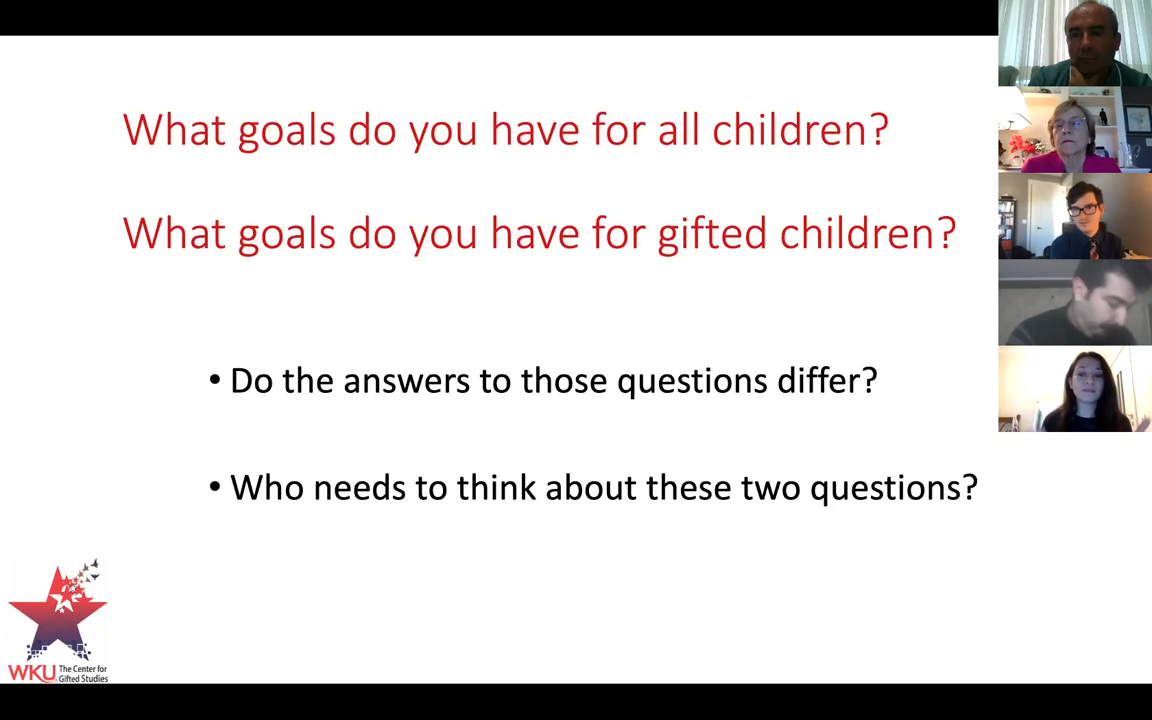 What goals do you have for all children?
What goals do you have for gifted children?
• Do the answers to those questions differ?
• Who needs to think about these two questions?
WKU The Center for
Gifted Studies